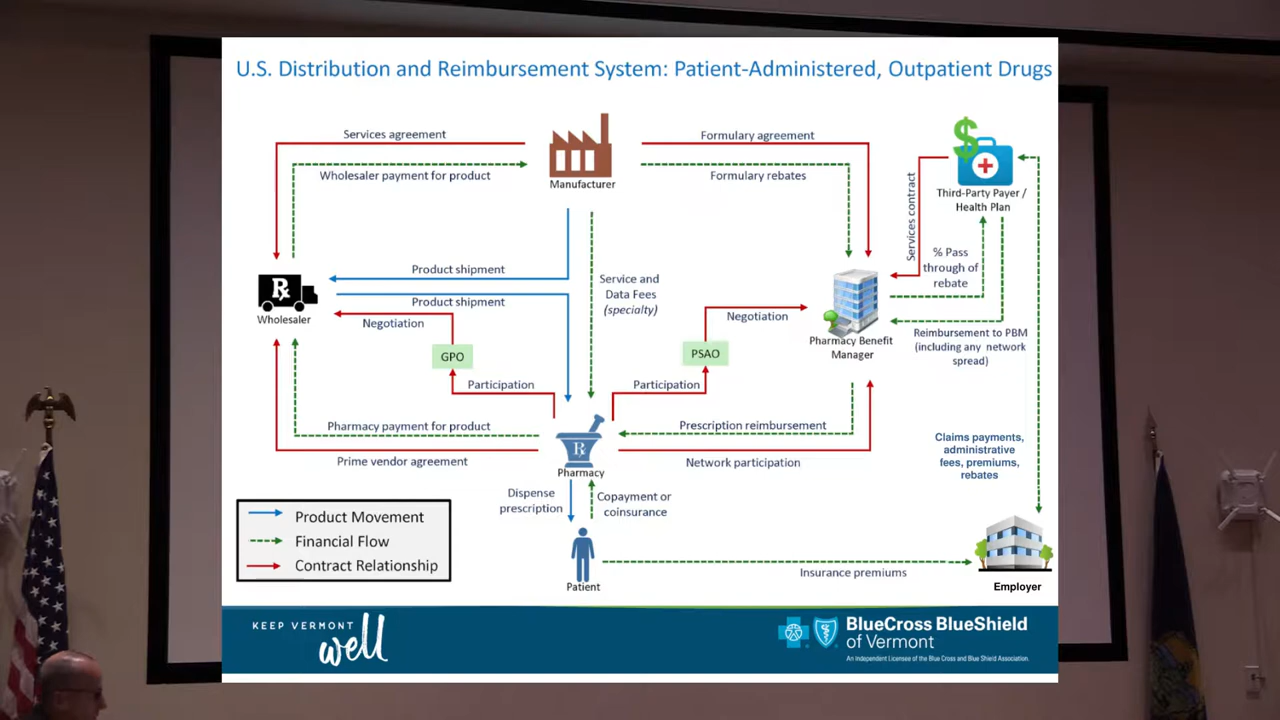 U.S. Distribution and Reimbursement System: Patient-Administered, Outpatient Drugs
Services agreement
Wholesaler payment for product
Manufacturer
Formulary agreement
Formulary rebates
$
Third-Party Payer /
Health Plan
Services contract
% Pass
through of
rebate
Product shipment
Product shipment
Rx
Wholesaler
Negotiation
Service and
Data Fees
(specialty)
Negotiation
Pharmacy Benefit
Manager
Reimbursement to PBM
(including any network
spread)
GPO
PSAO
Participation
Participation
Pharmacy payment for product
Prescription reimbursement
Prime vendor agreement
Network participation
Rx
Pharmacy
Claims payments,
administrative
fees, premiums,
rebates
Dispense
prescription
Copayment or
coinsurance
Product Movement
Financial Flow
Contract Relationship
Patient
Insurance premiums
Employer
KEEP VERMONT
well
BlueCross BlueShield
of Vermont
An Independent Licensee of the Blue Cross and Blue Shield Association.